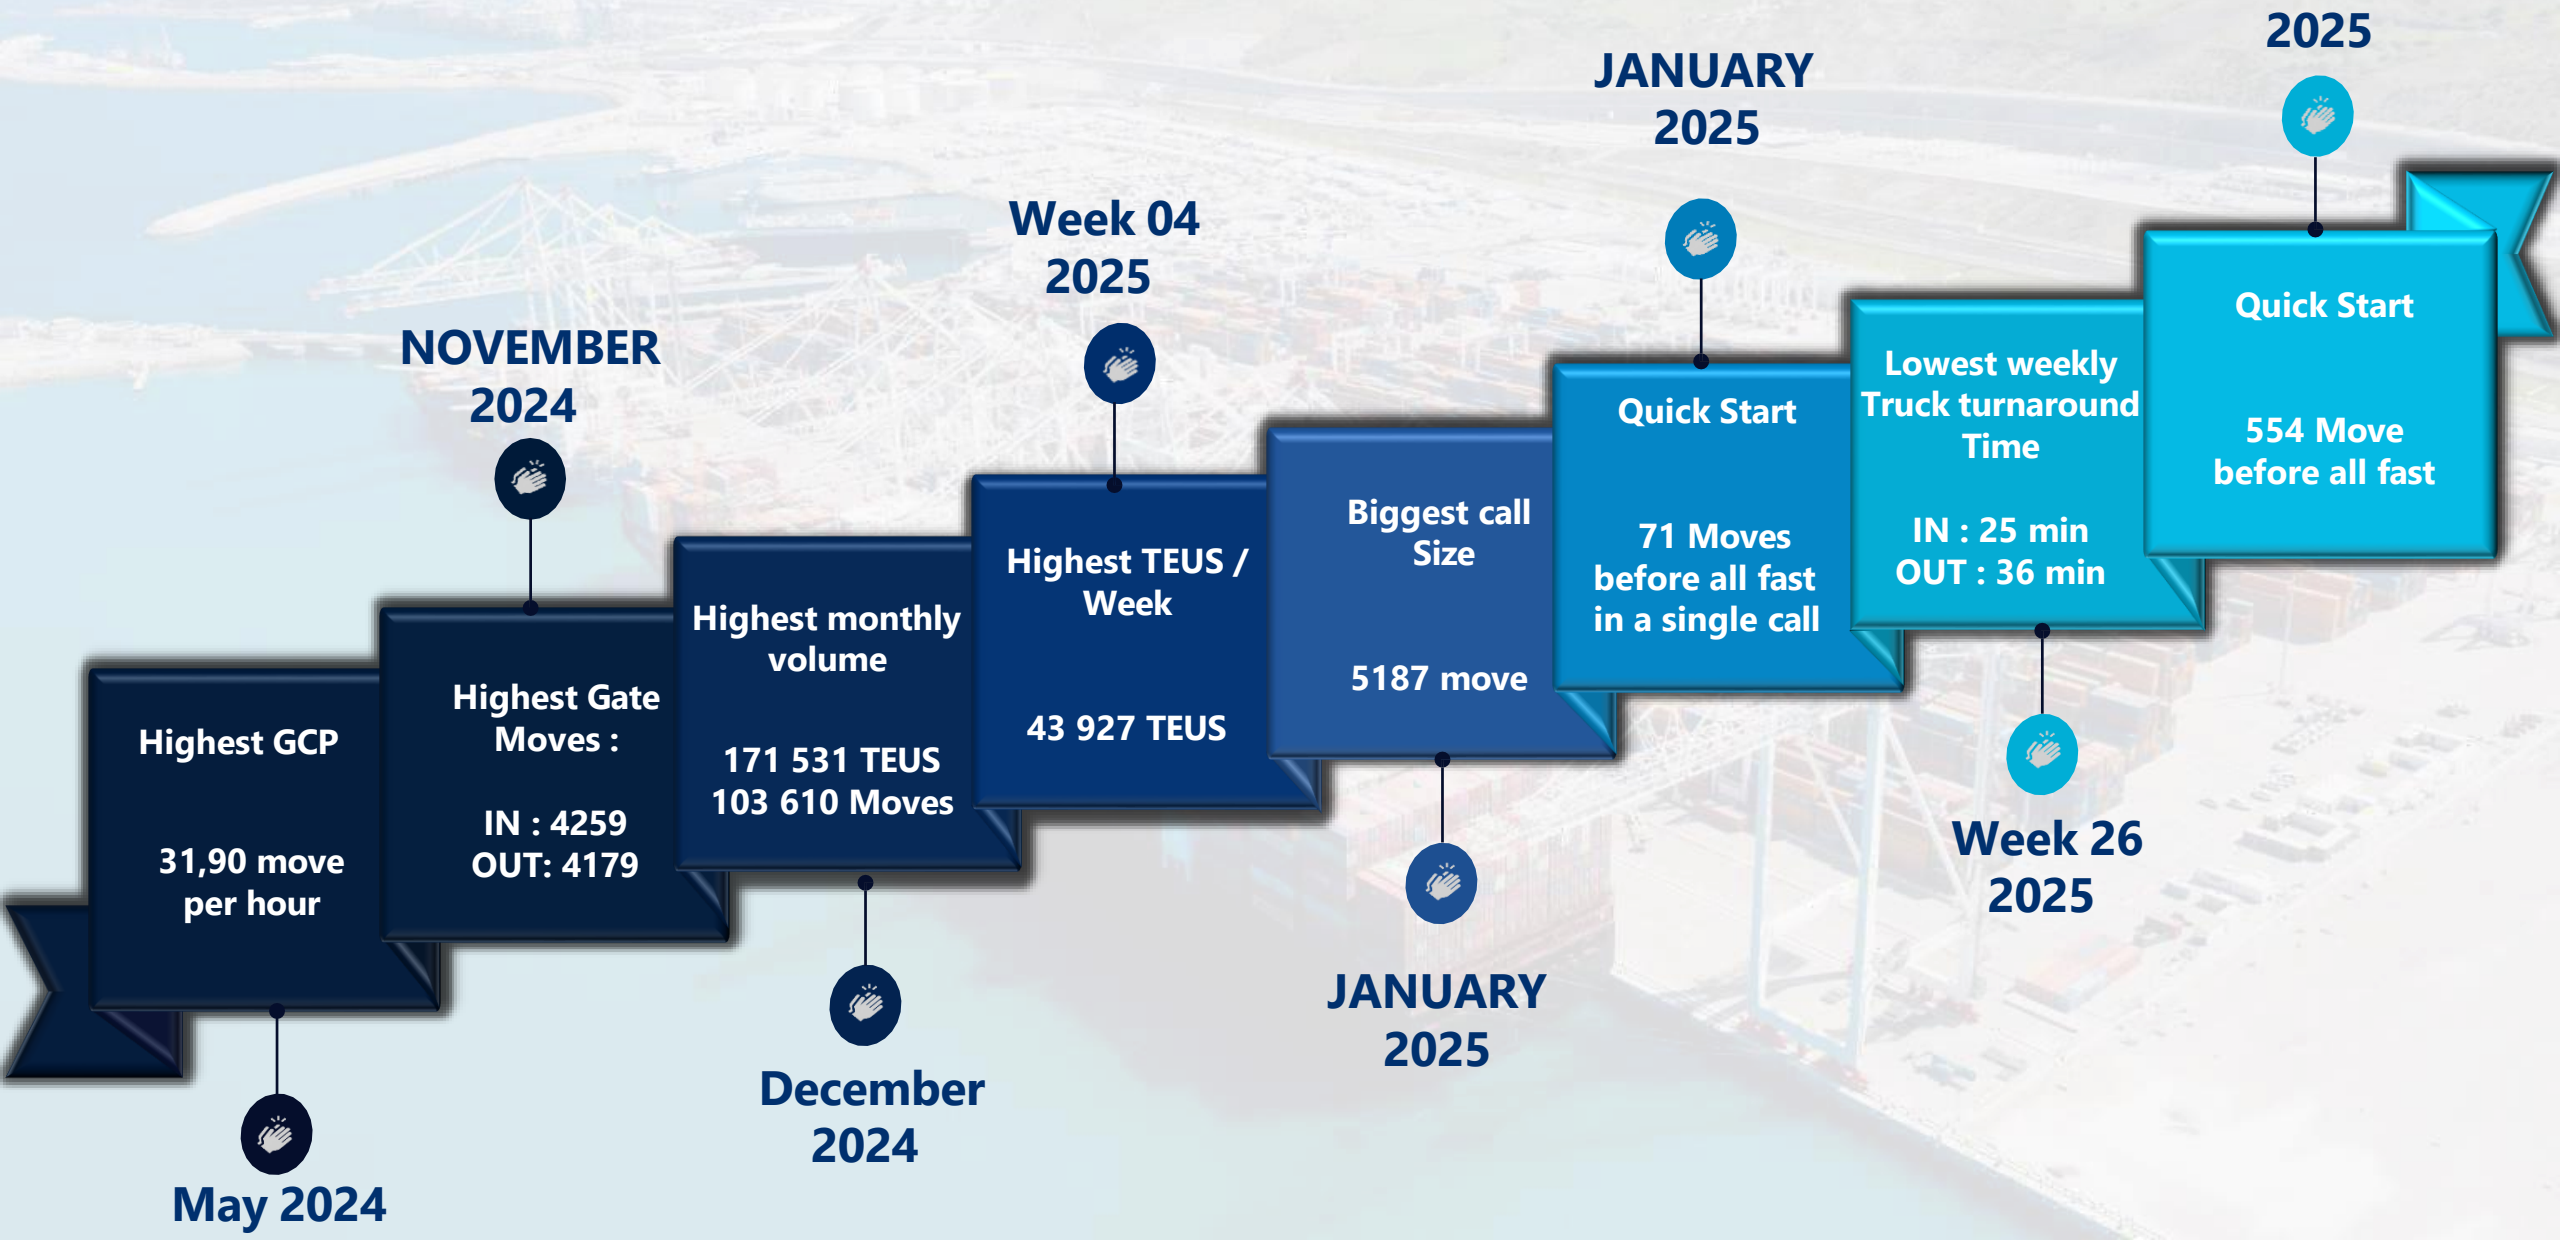 May 2024
Highest GCP
31,90 move
per hour
NOVEMBER
2024
Highest Gate
Moves :
IN : 4259
OUT: 4179
December
2024
Highest monthly
volume
171 531 TEUS
103 610 Moves
Week 04
2025
Highest TEUS /
Week
43 927 TEUS
JANUARY
2025
Biggest call
Size
5187 move
JANUARY
2025
Quick Start
71 Moves
before all fast
in a single call
Week 26
2025
Lowest weekly
Truck turnaround
Time
IN : 25 min
OUT : 36 min
2025
Quick Start
554 Move
before all fast